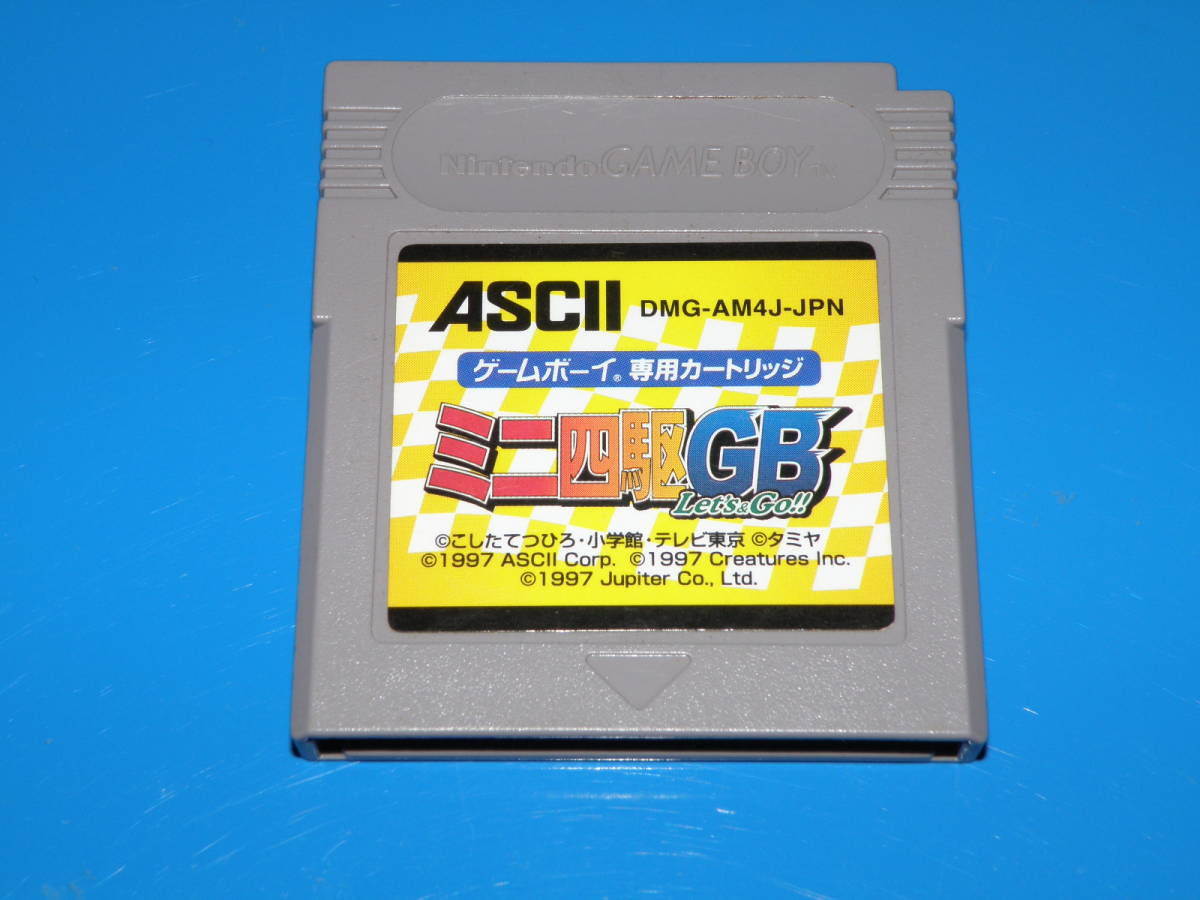 Nintendo GAME BOY TM
ASCII DMG-AM4J-JPN
ゲームボーイ® 専用カートリッジ
ミニ四駆GB
Let's&Go!!
©こしたてつひろ・小学館・テレビ東京 ©タミヤ
©1997 ASCII Corp. ©1997 Creatures Inc.
©1997 Jupiter Co., Ltd.